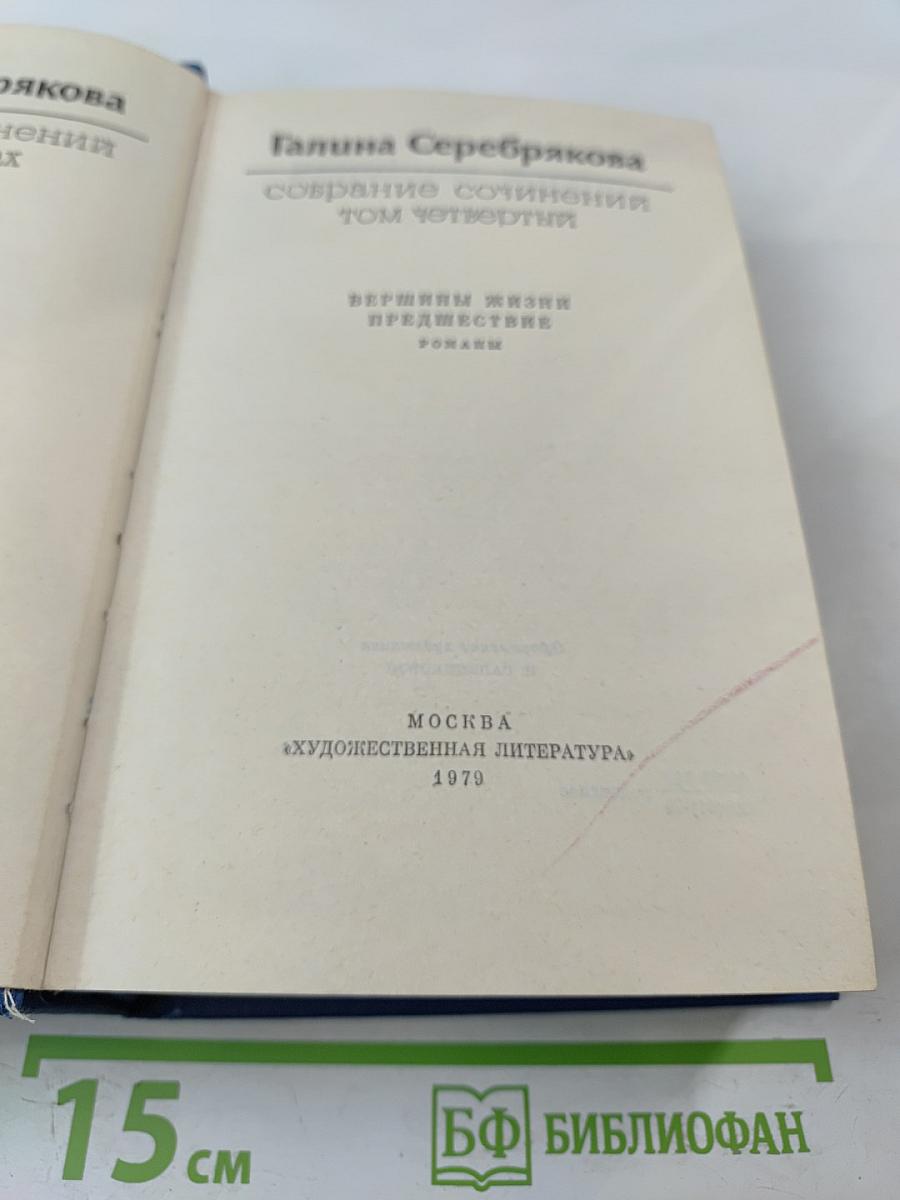 рякова
нений
ах
Галина Серебрякова
собрание сочинений
том четвертый
ВЕРШИНЫ ЖИЗНИ
ПРЕДШЕСТВИЕ
РОМАНЫ
МОСКВА
«ХУДОЖЕСТВЕННАЯ ЛИТЕРАТУРА»
1979
15 см
БФ БИБЛИОФАН